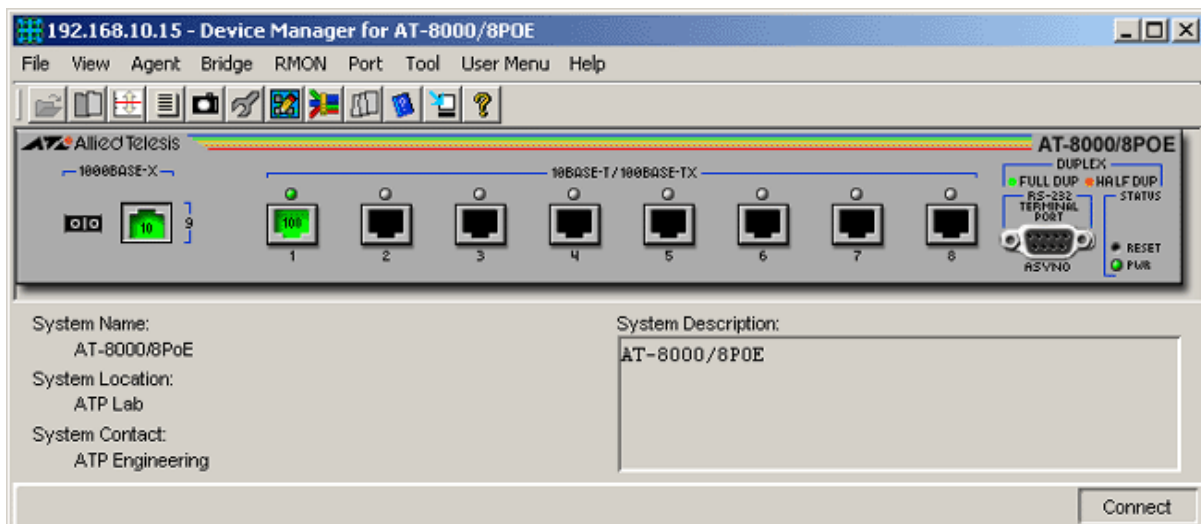 192.168.10.15 - Device Manager for AT-8000/8POE
File View Agent Bridge RMON Port Tool User Menu Help
Allied Telesis
AT-8000/8POE
1000BASE-X
10BASE-T/100BASE-TX
DUPLEX
FULL DUP HALF DUP
RS-232
TERMINAL
PORT
STATUS
10
9
100
1 2 3 4 5 6 7 8
RESET
PWR
ASYNC
System Name:
AT-8000/8PoE
System Location:
ATP Lab
System Contact:
ATP Engineering
System Description:
AT-8000/8POE
Connect